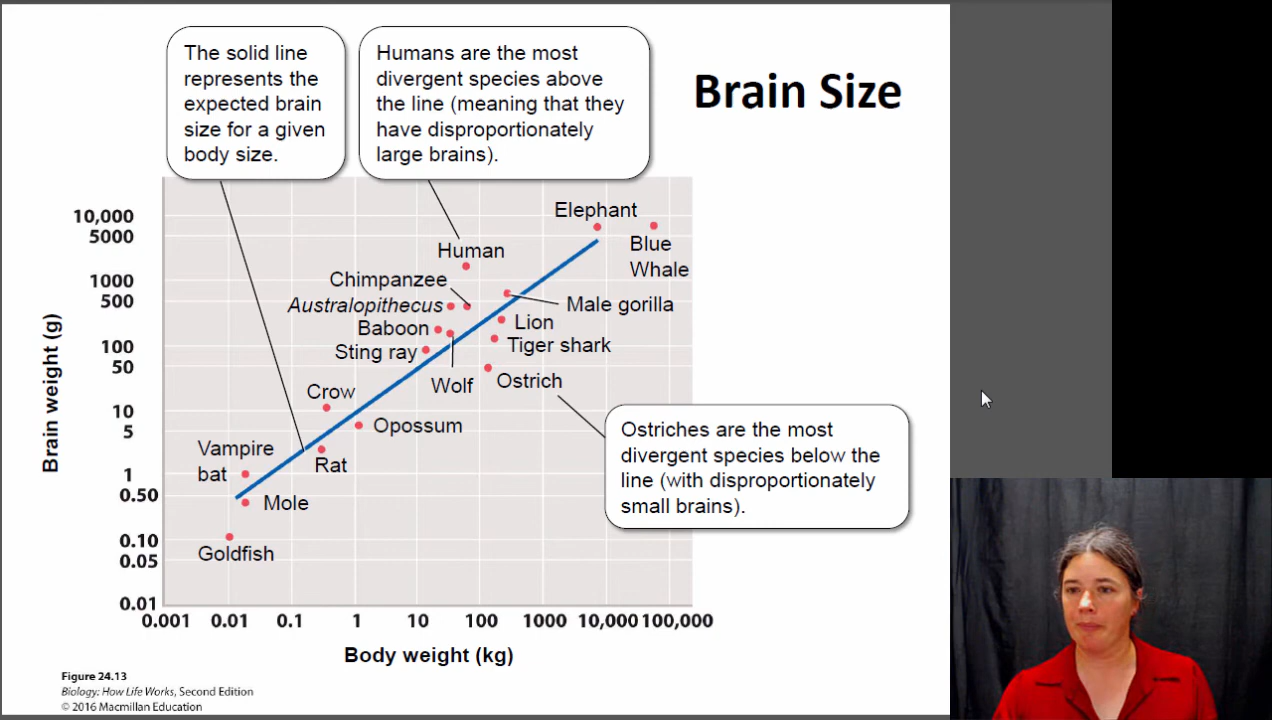 The solid line
represents the
expected brain
size for a given
body size.
Humans are the most
divergent species above
the line (meaning that they
have disproportionately
large brains).
Brain Size
10,000
5000
1000
500
100
50
10
5
1
0.50
0.10
0.05
0.01
Brain weight (g)
Elephant
Blue
Whale
Human
Chimpanzee
Australopithecus
Male gorilla
Baboon
Lion
Sting ray
Tiger shark
Wolf
Ostrich
Crow
Opossum
Vampire
bat
Rat
Mole
Goldfish
Ostriches are the most
divergent species below the
line (with disproportionately
small brains).
0.001 0.01 0.1 1 10 100 1000 10,000 100,000
Body weight (kg)
Figure 24.13
Biology: How Life Works, Second Edition
© 2016 Macmillan Education